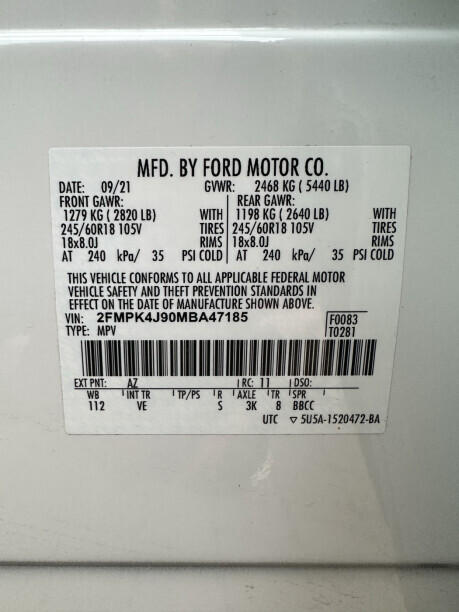 MFD. BY FORD MOTOR CO.
DATE: 09/21 GVWR: 2468 KG ( 5440 LB)
FRONT GAWR: REAR GAWR:
1279 KG ( 2820 LB) WITH 1198 KG ( 2640 LB) WITH
245/60R18 105V TIRES 245/60R18 105V TIRES
18x8.0J RIMS 18x8.0J RIMS
AT 240 kPa/ 35 PSI COLD AT 240 kPa/ 35 PSI COLD
THIS VEHICLE CONFORMS TO ALL APPLICABLE FEDERAL MOTOR
VEHICLE SAFETY AND THEFT PREVENTION STANDARDS IN
EFFECT ON THE DATE OF MANUFACTURE SHOWN ABOVE.
VIN: 2FMPK4J90MBA47185 F0083
TYPE: MPV T0281
EXT PNT: AZ RC: 11 DSO:
WB INT TR TP/PS R AXLE TR SPR
112 VE S 3K 8 BBCC
UTC ▽ 5U5A-1520472-BA